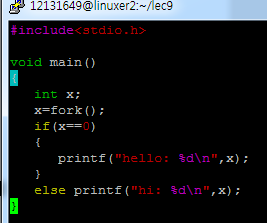 12131649@linuxer2:~/lec9
#include<stdio.h>
void main()
{
int x;
x=fork();
if(x==0)
{
printf("hello: %d\n",x);
}
else printf("hi: %d\n",x);
}